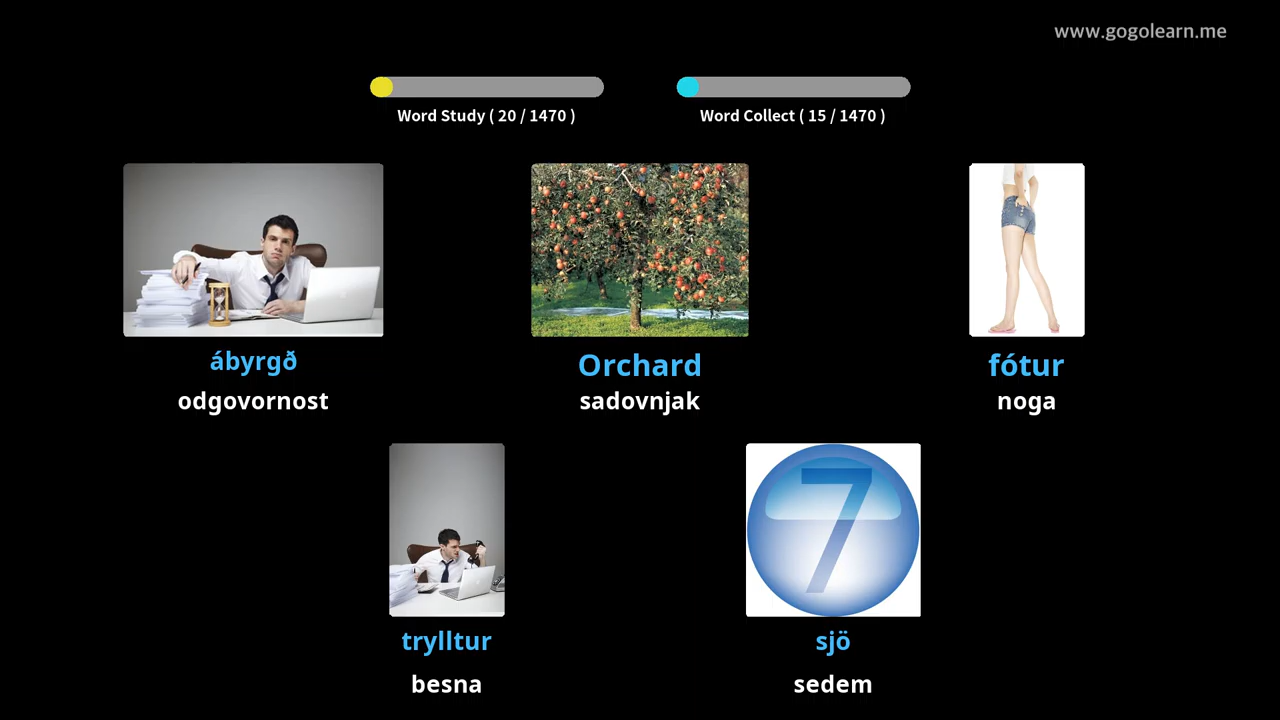 www.gogolearn.me
Word Study ( 20 / 1470 )
Word Collect ( 15 / 1470 )
ábyrgð
odgovornost
Orchard
sadovnjak
fótur
noga
7
trylltur
besna
sjö
sedem